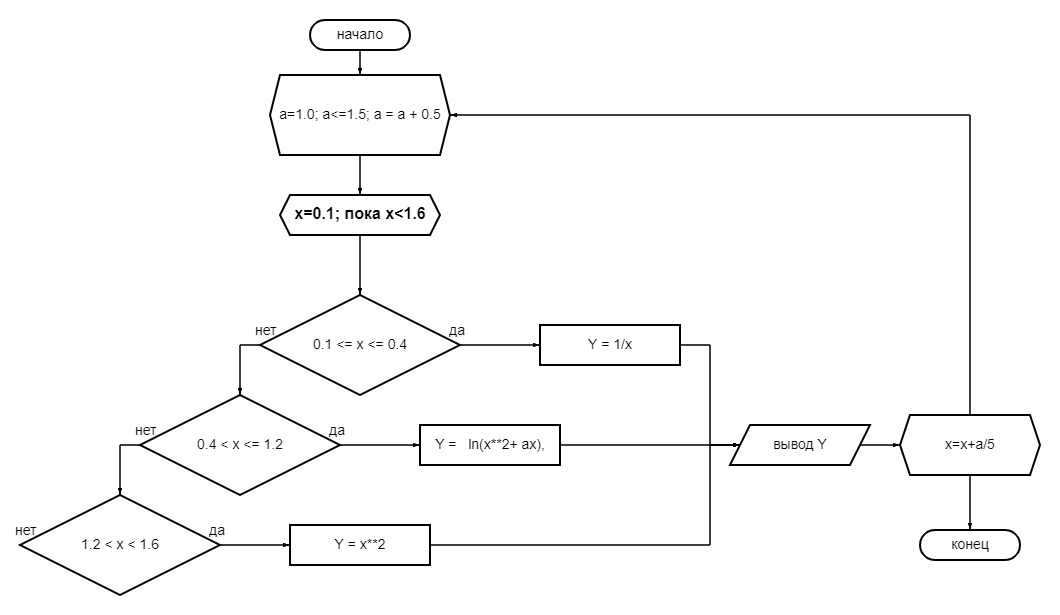 начало
a=1.0; a<=1.5; a = a + 0.5
x=0.1; пока x<1.6
нет
да
0.1 <= x <= 0.4
Y = 1/x
нет
да
0.4 < x <= 1.2
Y = ln(x**2+ ax),
вывод Y
x=x+a/5
нет
да
1.2 < x < 1.6
Y = x**2
конец